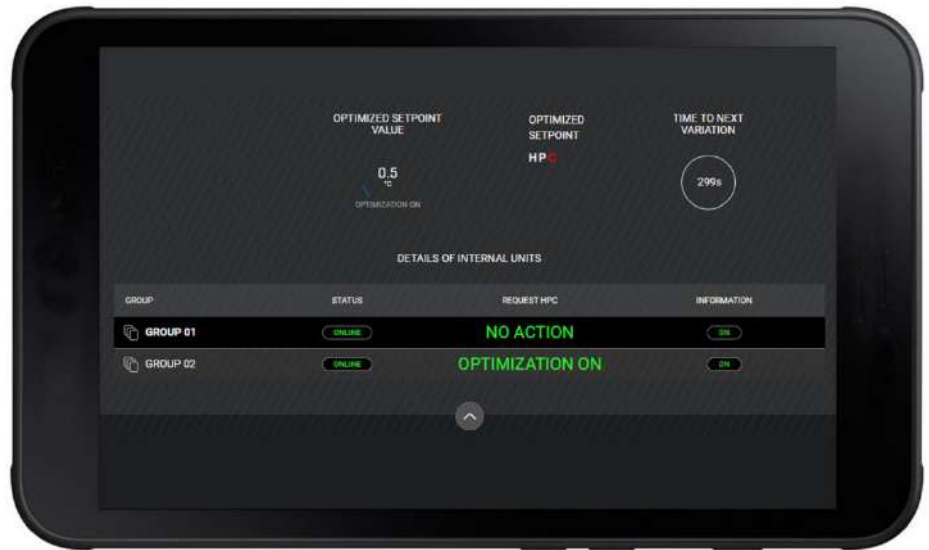 OPTIMIZED SETPOINT
VALUE
0.5
°C
OPTIMIZATION ON
OPTIMIZED
SETPOINT
HPC
TIME TO NEXT
VARIATION
299s
DETAILS OF INTERNAL UNITS
GROUP STATUS REQUEST HPC INFORMATION
GROUP 01 ONLINE NO ACTION ON
GROUP 02 ONLINE OPTIMIZATION ON ON